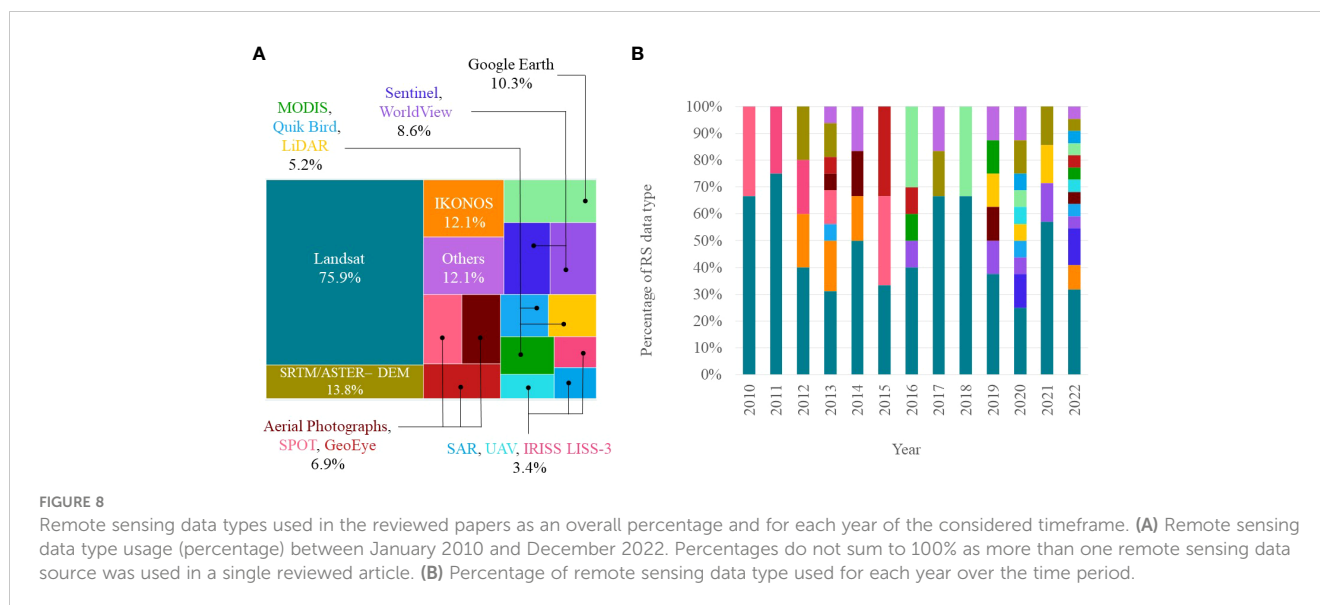 A
Google Earth
10.3%
Sentinel,
WorldView
8.6%
MODIS,
Quik Bird,
LiDAR
5.2%
Landsat
75.9%
IKONOS
12.1%
Others
12.1%
SRTM/ASTER– DEM
13.8%
Aerial Photographs,
SPOT, GeoEye
6.9%
SAR, UAV, IRISS LISS-3
3.4%
B
Percentage of RS data type
100%
90%
80%
70%
60%
50%
40%
30%
20%
10%
0%
2010
2011
2012
2013
2014
2015
2016
2017
2018
2019
2020
2021
2022
Year
FIGURE 8
Remote sensing data types used in the reviewed papers as an overall percentage and for each year of the considered timeframe. (A) Remote sensing
data type usage (percentage) between January 2010 and December 2022. Percentages do not sum to 100% as more than one remote sensing data
source was used in a single reviewed article. (B) Percentage of remote sensing data type used for each year over the time period.